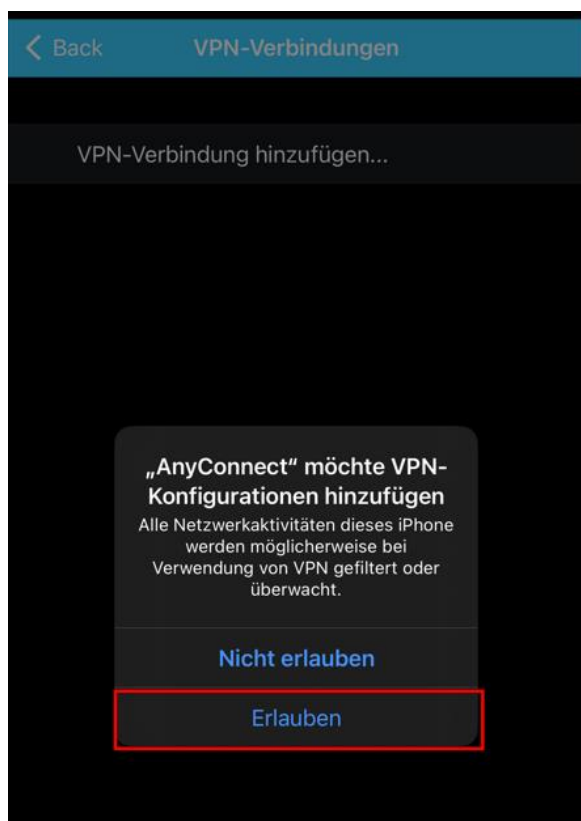 Back
VPN-Verbindungen
VPN-Verbindung hinzufügen...
„AnyConnect“ möchte VPN-
Konfigurationen hinzufügen
Alle Netzwerkaktivitäten dieses iPhone
werden möglicherweise bei
Verwendung von VPN gefiltert oder
überwacht.
Nicht erlauben
Erlauben